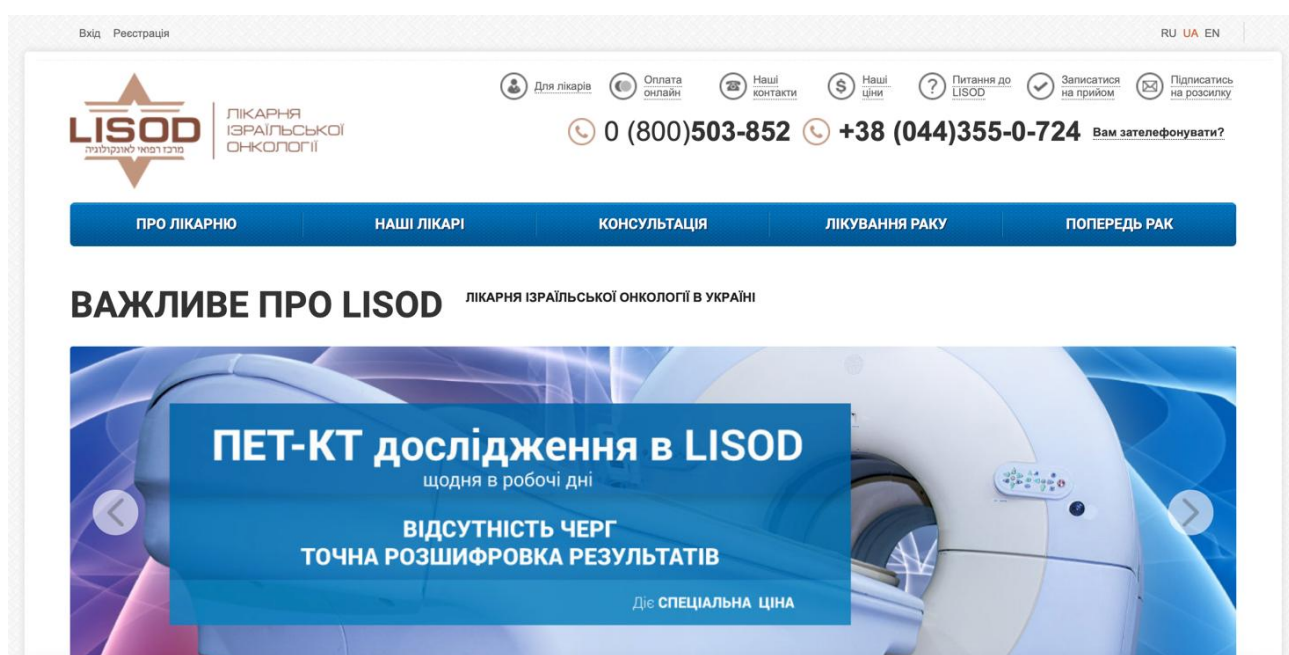 Вхід Реєстрація
RU UA EN
Для лікарів
Оплата
онлайн
Наші
контакти
Наші
ціни
Питання до
LISOD
Записатися
на прийом
Підписатись
на розсилку
LISOD
מרכז רפואי לאונקולוגיה
ЛІКАРНЯ
ІЗРАЇЛЬСЬКОЇ
ОНКОЛОГІЇ
0 (800)503-852 +38 (044)355-0-724 Вам зателефонувати?
ПРО ЛІКАРНЮ НАШІ ЛІКАРІ КОНСУЛЬТАЦІЯ ЛІКУВАННЯ РАКУ ПОПЕРЕДЬ РАК
ВАЖЛИВЕ ПРО LISOD ЛІКАРНЯ ІЗРАЇЛЬСЬКОЇ ОНКОЛОГІЇ В УКРАЇНІ
ПЕТ-КТ дослідження в LISOD
щодня в робочі дні
ВІДСУТНІСТЬ ЧЕРГ
ТОЧНА РОЗШИФРОВКА РЕЗУЛЬТАТІВ
Діє СПЕЦІАЛЬНА ЦІНА